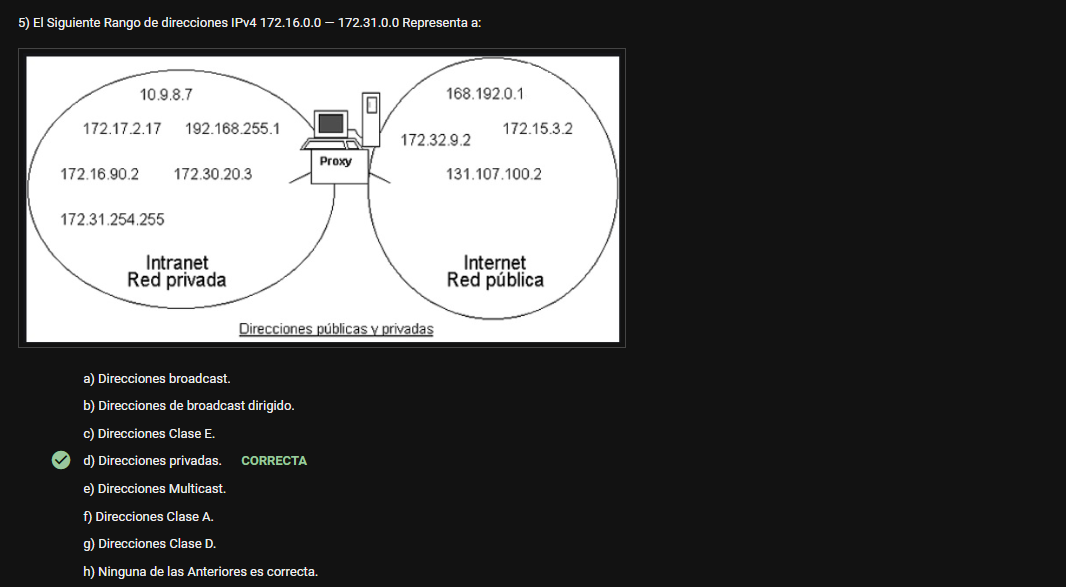 5) El Siguiente Rango de direcciones IPv4 172.16.0.0 — 172.31.0.0 Representa a:
10.9.8.7
172.17.2.17 192.168.255.1
172.16.90.2 172.30.20.3
172.31.254.255
Intranet
Red privada
Proxy
168.192.0.1
172.32.9.2 172.15.3.2
131.107.100.2
Internet
Red pública
Direcciones públicas y privadas
a) Direcciones broadcast.
b) Direcciones de broadcast dirigido.
c) Direcciones Clase E.
d) Direcciones privadas. CORRECTA
e) Direcciones Multicast.
f) Direcciones Clase A.
g) Direcciones Clase D.
h) Ninguna de las Anteriores es correcta.